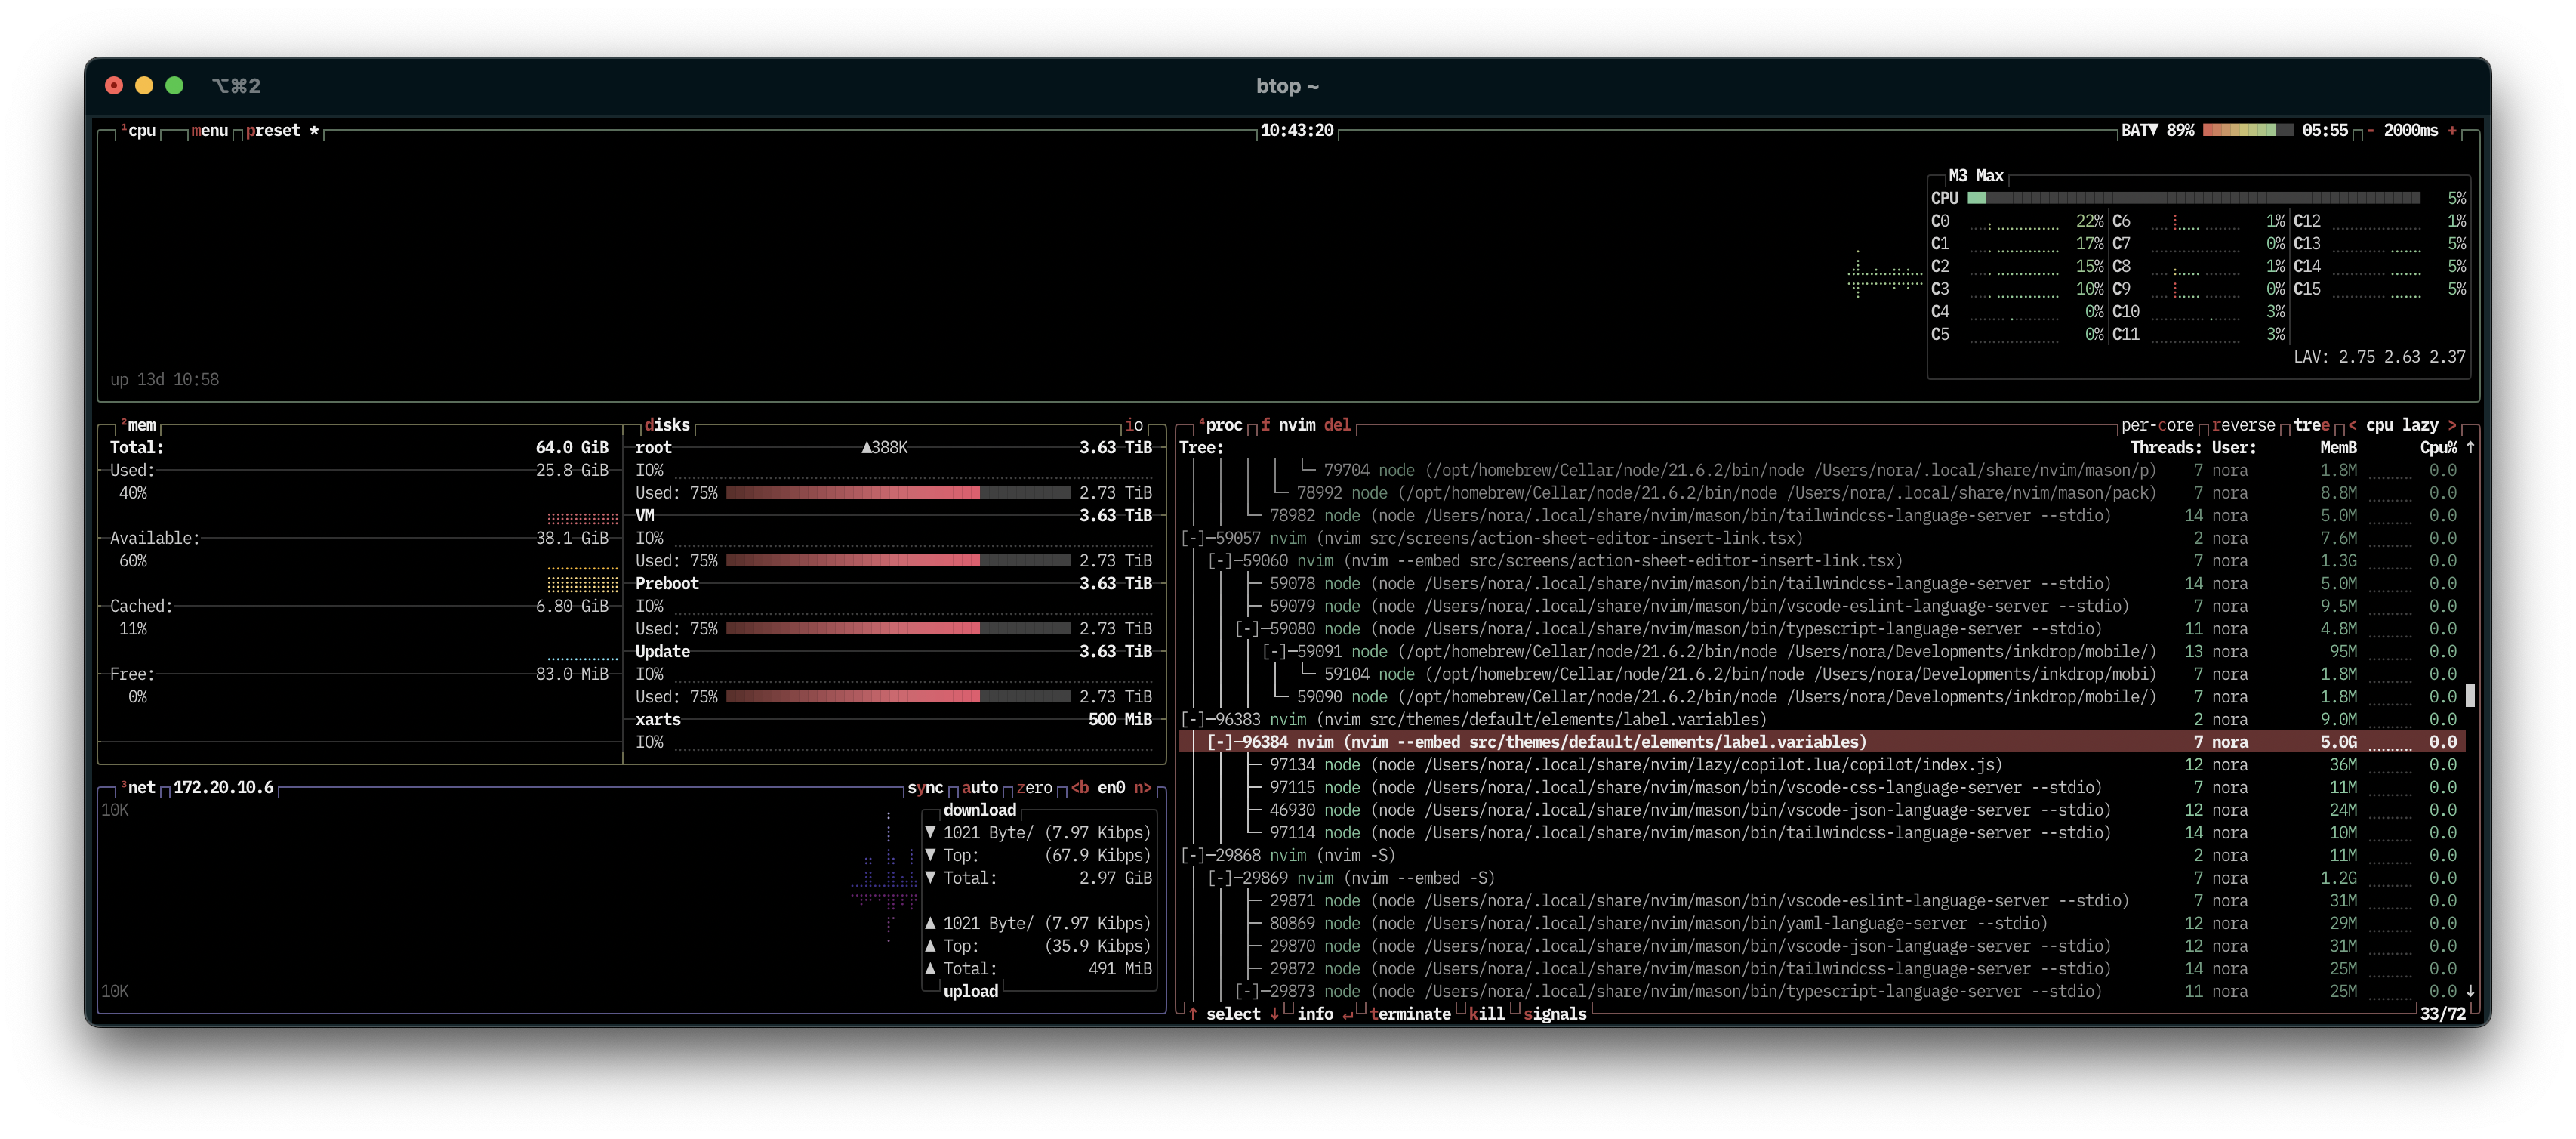 ⌥⌘2
btop ~
¹cpu menu preset * 10:43:20 BAT▼ 89% 05:55 - 2000ms +
M3 Max
CPU 5%
C0 22% C6 1% C12 1%
C1 17% C7 0% C13 5%
C2 15% C8 1% C14 5%
C3 10% C9 0% C15 5%
C4 0% C10 3%
C5 0% C11 3%
LAV: 2.75 2.63 2.37
up 13d 10:58
²mem
Total: 64.0 GiB
Used: 25.8 GiB
40%
Available: 38.1 GiB
60%
Cached: 6.80 GiB
11%
Free: 83.0 MiB
0%
disks io
root ▲388K 3.63 TiB
IO%
Used: 75% 2.73 TiB
VM 3.63 TiB
IO%
Used: 75% 2.73 TiB
Preboot 3.63 TiB
IO%
Used: 75% 2.73 TiB
Update 3.63 TiB
IO%
Used: 75% 2.73 TiB
xarts 500 MiB
IO%
³net 172.20.10.6 sync auto zero <b en0 n>
10K
download
▼ 1021 Byte/ (7.97 Kibps)
▼ Top: (67.9 Kibps)
▼ Total: 2.97 GiB
▲ 1021 Byte/ (7.97 Kibps)
▲ Top: (35.9 Kibps)
▲ Total: 491 MiB
10K
upload
⁴proc f nvim del per-core reverse tree < cpu lazy >
Tree: Threads: User: MemB Cpu% ↑
79704 node (/opt/homebrew/Cellar/node/21.6.2/bin/node /Users/nora/.local/share/nvim/mason/p) 7 nora 1.8M 0.0
78992 node (/opt/homebrew/Cellar/node/21.6.2/bin/node /Users/nora/.local/share/nvim/mason/pack) 7 nora 8.8M 0.0
78982 node (node /Users/nora/.local/share/nvim/mason/bin/tailwindcss-language-server --stdio) 14 nora 5.0M 0.0
[-]─59057 nvim (nvim src/screens/action-sheet-editor-insert-link.tsx) 2 nora 7.6M 0.0
[-]─59060 nvim (nvim --embed src/screens/action-sheet-editor-insert-link.tsx) 7 nora 1.3G 0.0
59078 node (node /Users/nora/.local/share/nvim/mason/bin/tailwindcss-language-server --stdio) 14 nora 5.0M 0.0
59079 node (node /Users/nora/.local/share/nvim/mason/bin/vscode-eslint-language-server --stdio) 7 nora 9.5M 0.0
[-]─59080 node (node /Users/nora/.local/share/nvim/mason/bin/typescript-language-server --stdio) 11 nora 4.8M 0.0
[-]─59091 node (/opt/homebrew/Cellar/node/21.6.2/bin/node /Users/nora/Developments/inkdrop/mobile/) 13 nora 95M 0.0
59104 node (/opt/homebrew/Cellar/node/21.6.2/bin/node /Users/nora/Developments/inkdrop/mobi) 7 nora 1.8M 0.0
59090 node (/opt/homebrew/Cellar/node/21.6.2/bin/node /Users/nora/Developments/inkdrop/mobile/) 7 nora 1.8M 0.0
[-]─96383 nvim (nvim src/themes/default/elements/label.variables) 2 nora 9.0M 0.0
[-]─96384 nvim (nvim --embed src/themes/default/elements/label.variables) 7 nora 5.0G 0.0
97134 node (node /Users/nora/.local/share/nvim/lazy/copilot.lua/copilot/index.js) 12 nora 36M 0.0
97115 node (node /Users/nora/.local/share/nvim/mason/bin/vscode-css-language-server --stdio) 7 nora 11M 0.0
46930 node (node /Users/nora/.local/share/nvim/mason/bin/vscode-json-language-server --stdio) 12 nora 24M 0.0
97114 node (node /Users/nora/.local/share/nvim/mason/bin/tailwindcss-language-server --stdio) 14 nora 10M 0.0
[-]─29868 nvim (nvim -S) 2 nora 11M 0.0
[-]─29869 nvim (nvim --embed -S) 7 nora 1.2G 0.0
29871 node (node /Users/nora/.local/share/nvim/mason/bin/vscode-eslint-language-server --stdio) 7 nora 31M 0.0
80869 node (node /Users/nora/.local/share/nvim/mason/bin/yaml-language-server --stdio) 12 nora 29M 0.0
29870 node (node /Users/nora/.local/share/nvim/mason/bin/vscode-json-language-server --stdio) 12 nora 31M 0.0
29872 node (node /Users/nora/.local/share/nvim/mason/bin/tailwindcss-language-server --stdio) 14 nora 25M 0.0
[-]─29873 node (node /Users/nora/.local/share/nvim/mason/bin/typescript-language-server --stdio) 11 nora 25M 0.0 ↓
↑ select ↓ info ↵ terminate kill signals 33/72